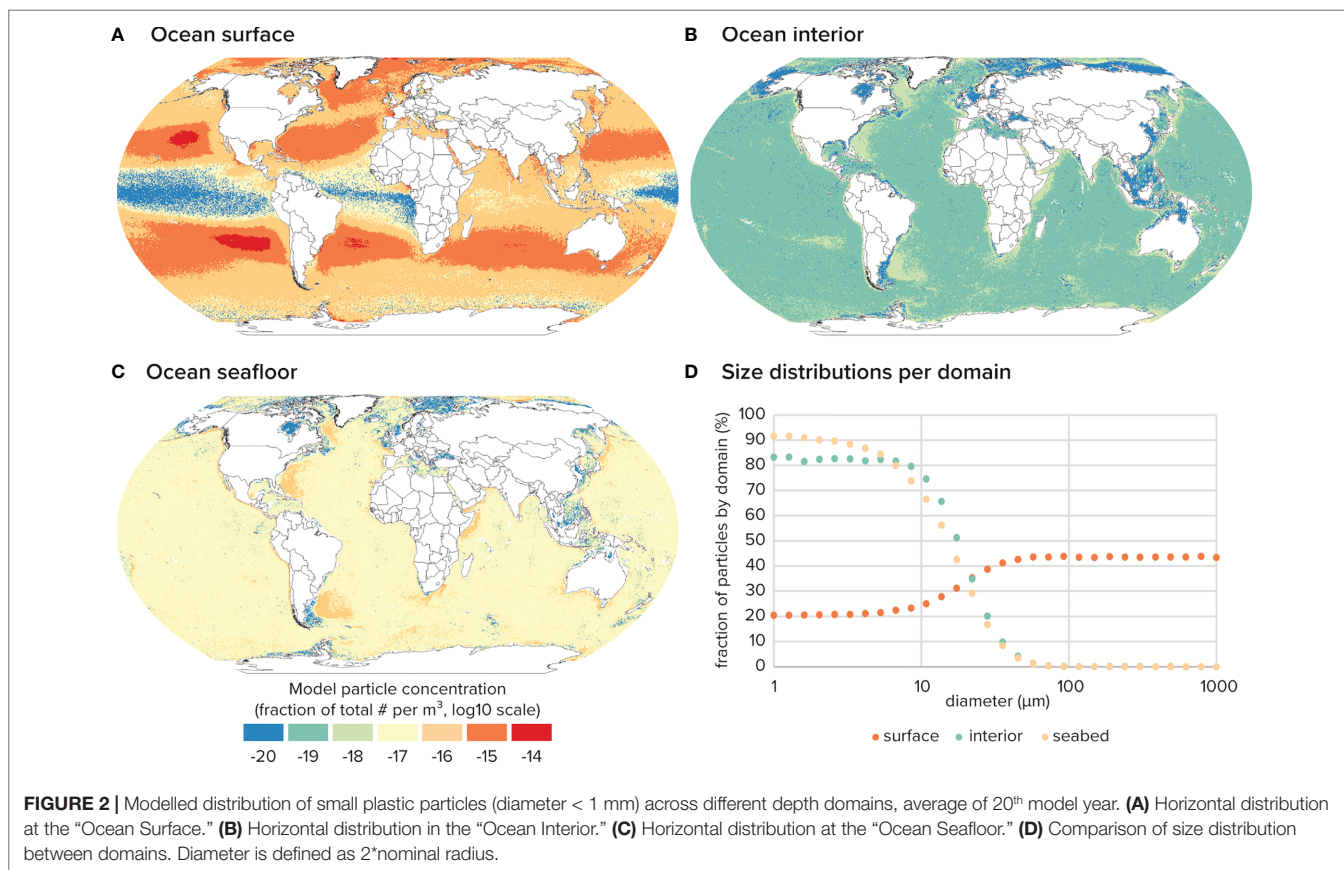 A Ocean surface
B Ocean interior
C Ocean seafloor
Model particle concentration
(fraction of total # per m³, log10 scale)
-20 -19 -18 -17 -16 -15 -14
D Size distributions per domain
fraction of particles by domain (%)
100
90
80
70
60
50
40
30
20
10
0
1 10 100 1000
diameter (µm)
surface interior seabed
FIGURE 2 | Modelled distribution of small plastic particles (diameter < 1 mm) across different depth domains, average of 20th model year. (A) Horizontal distribution
at the “Ocean Surface.” (B) Horizontal distribution in the “Ocean Interior.” (C) Horizontal distribution at the “Ocean Seafloor.” (D) Comparison of size distribution
between domains. Diameter is defined as 2*nominal radius.